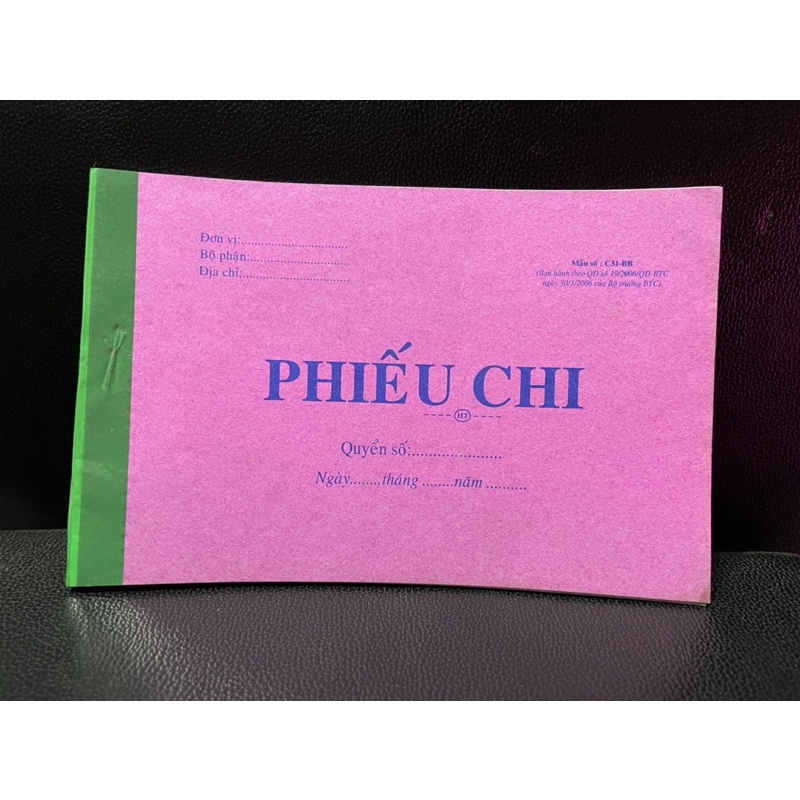 Đơn vị:................................
Bộ phận:..............................
Địa chỉ:................................
Mẫu số : C31-BB
(Ban hành theo QĐ số 19/2006/QĐ-BTC
ngày 30/3/2006 của Bộ trưởng BTC)
PHIẾU CHI
HT
Quyển số:......................
Ngày........tháng ........năm ..........